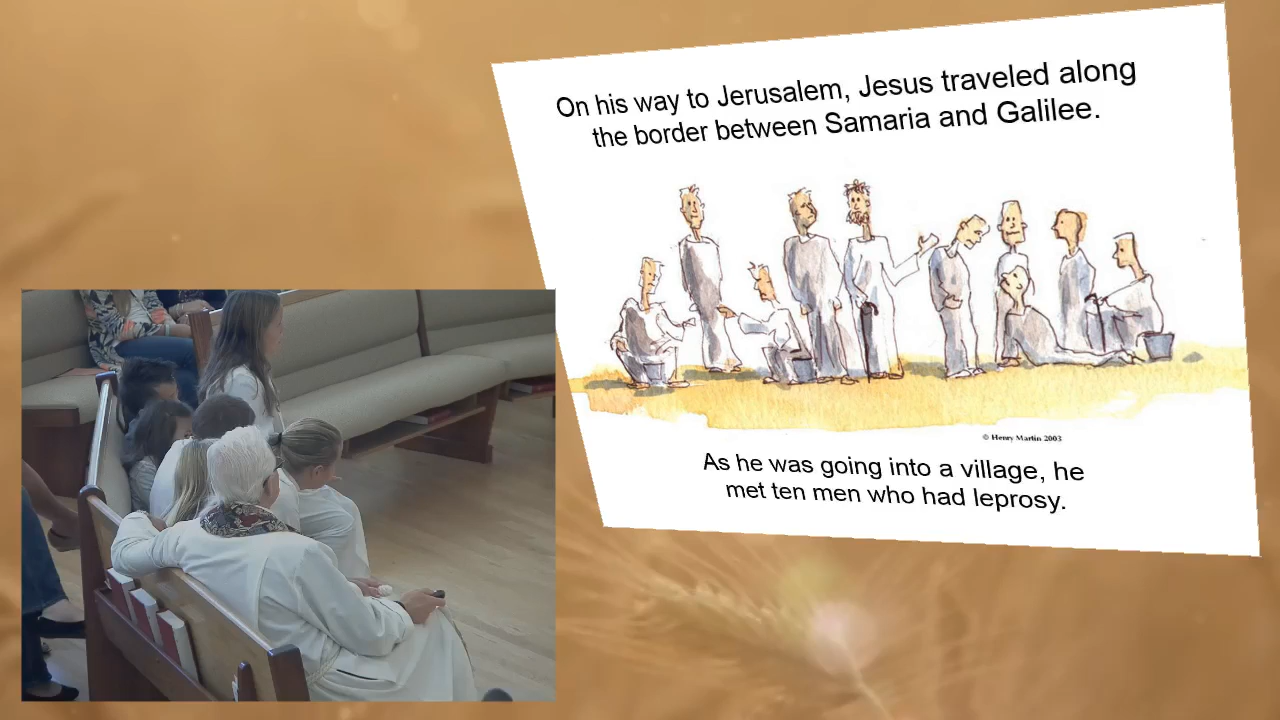 On his way to Jerusalem, Jesus traveled along
the border between Samaria and Galilee.
© Henry Martin 2003
As he was going into a village, he
met ten men who had leprosy.